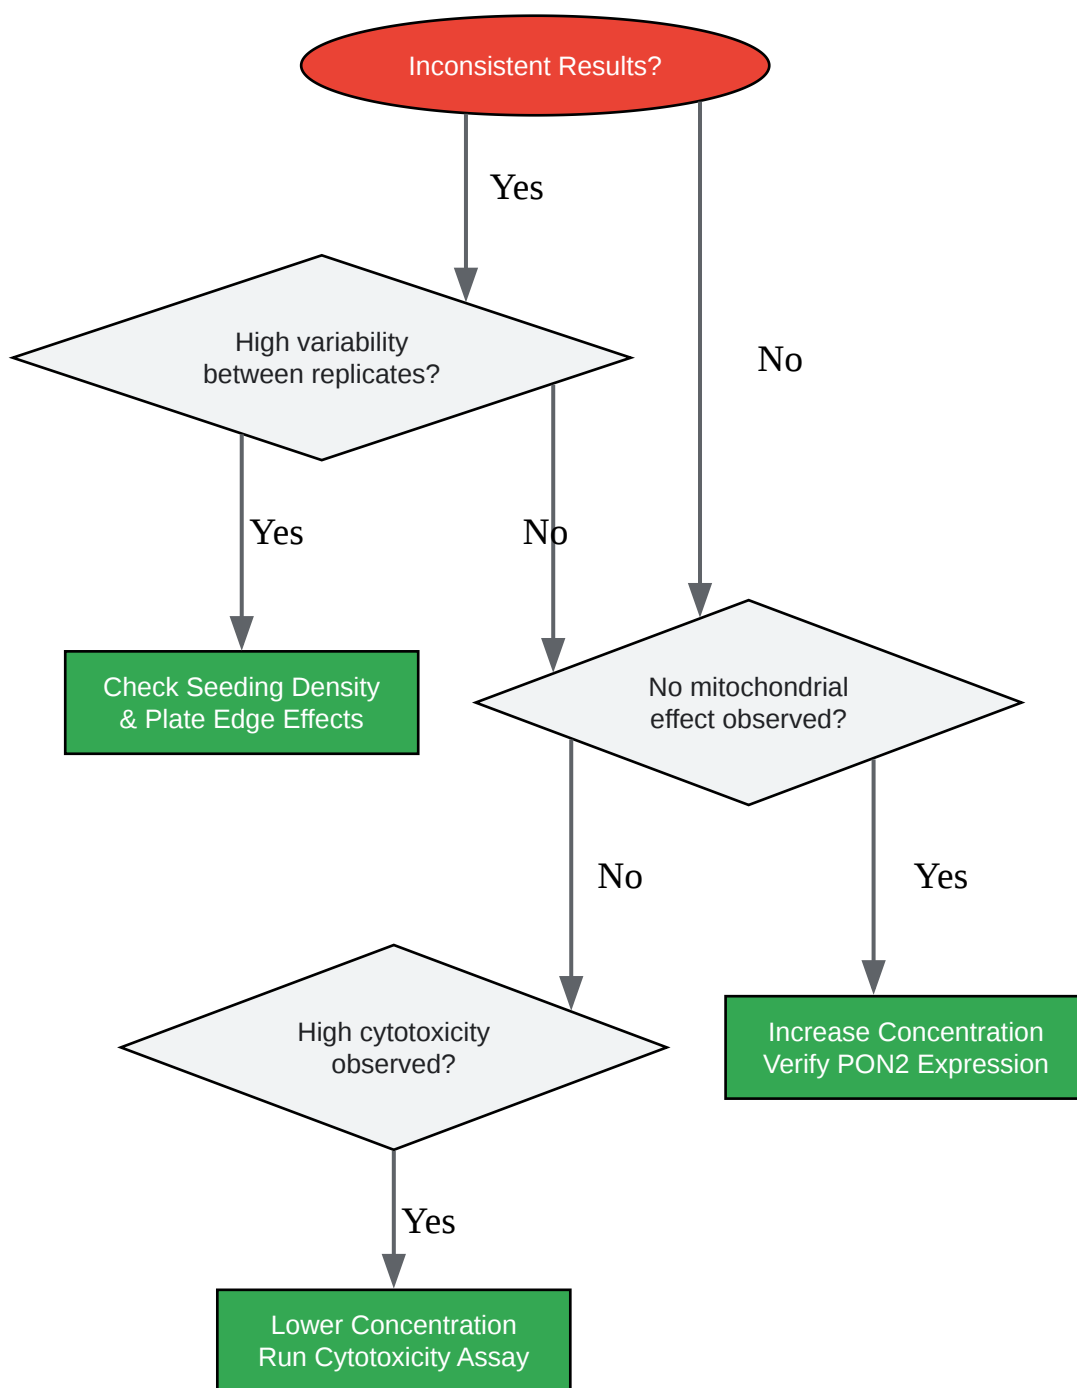 Inconsistent Results?
Yes
High variability
between replicates?
No
Yes
No
Check Seeding Density
& Plate Edge Effects
No mitochondrial
effect observed?
No
Yes
High cytotoxicity
observed?
Increase Concentration
Verify PON2 Expression
Yes
Lower Concentration
Run Cytotoxicity Assay